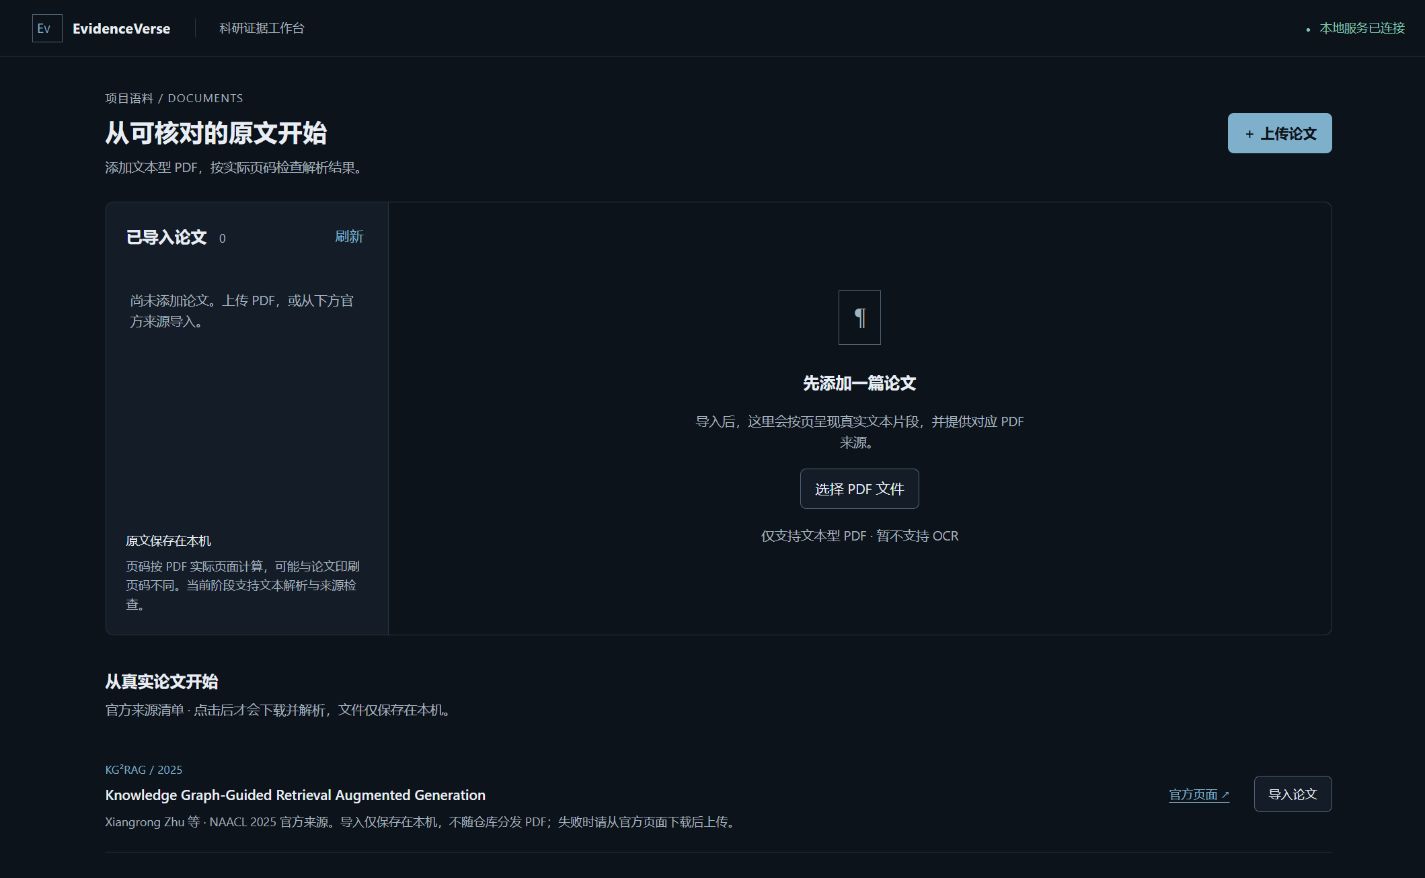 Ev EvidenceVerse 科研证据工作台
• 本地服务已连接
项目语料 / DOCUMENTS
从可核对的原文开始
添加文本型 PDF，按实际页码检查解析结果。
+ 上传论文
已导入论文 0 刷新
尚未添加论文。上传 PDF，或从下方官
方来源导入。
原文保存在本机
页码按 PDF 实际页面计算，可能与论文印刷
页码不同。当前阶段支持文本解析与来源检
查。
¶
先添加一篇论文
导入后，这里会按页呈现真实文本片段，并提供对应 PDF
来源。
选择 PDF 文件
仅支持文本型 PDF · 暂不支持 OCR
从真实论文开始
官方来源清单 · 点击后才会下载并解析，文件仅保存在本机。
KG²RAG / 2025
Knowledge Graph-Guided Retrieval Augmented Generation
Xiangrong Zhu 等 · NAACL 2025 官方来源。导入仅保存在本机，不随仓库分发 PDF；失败时请从官方页面下载后上传。
官方页面 ↗
导入论文